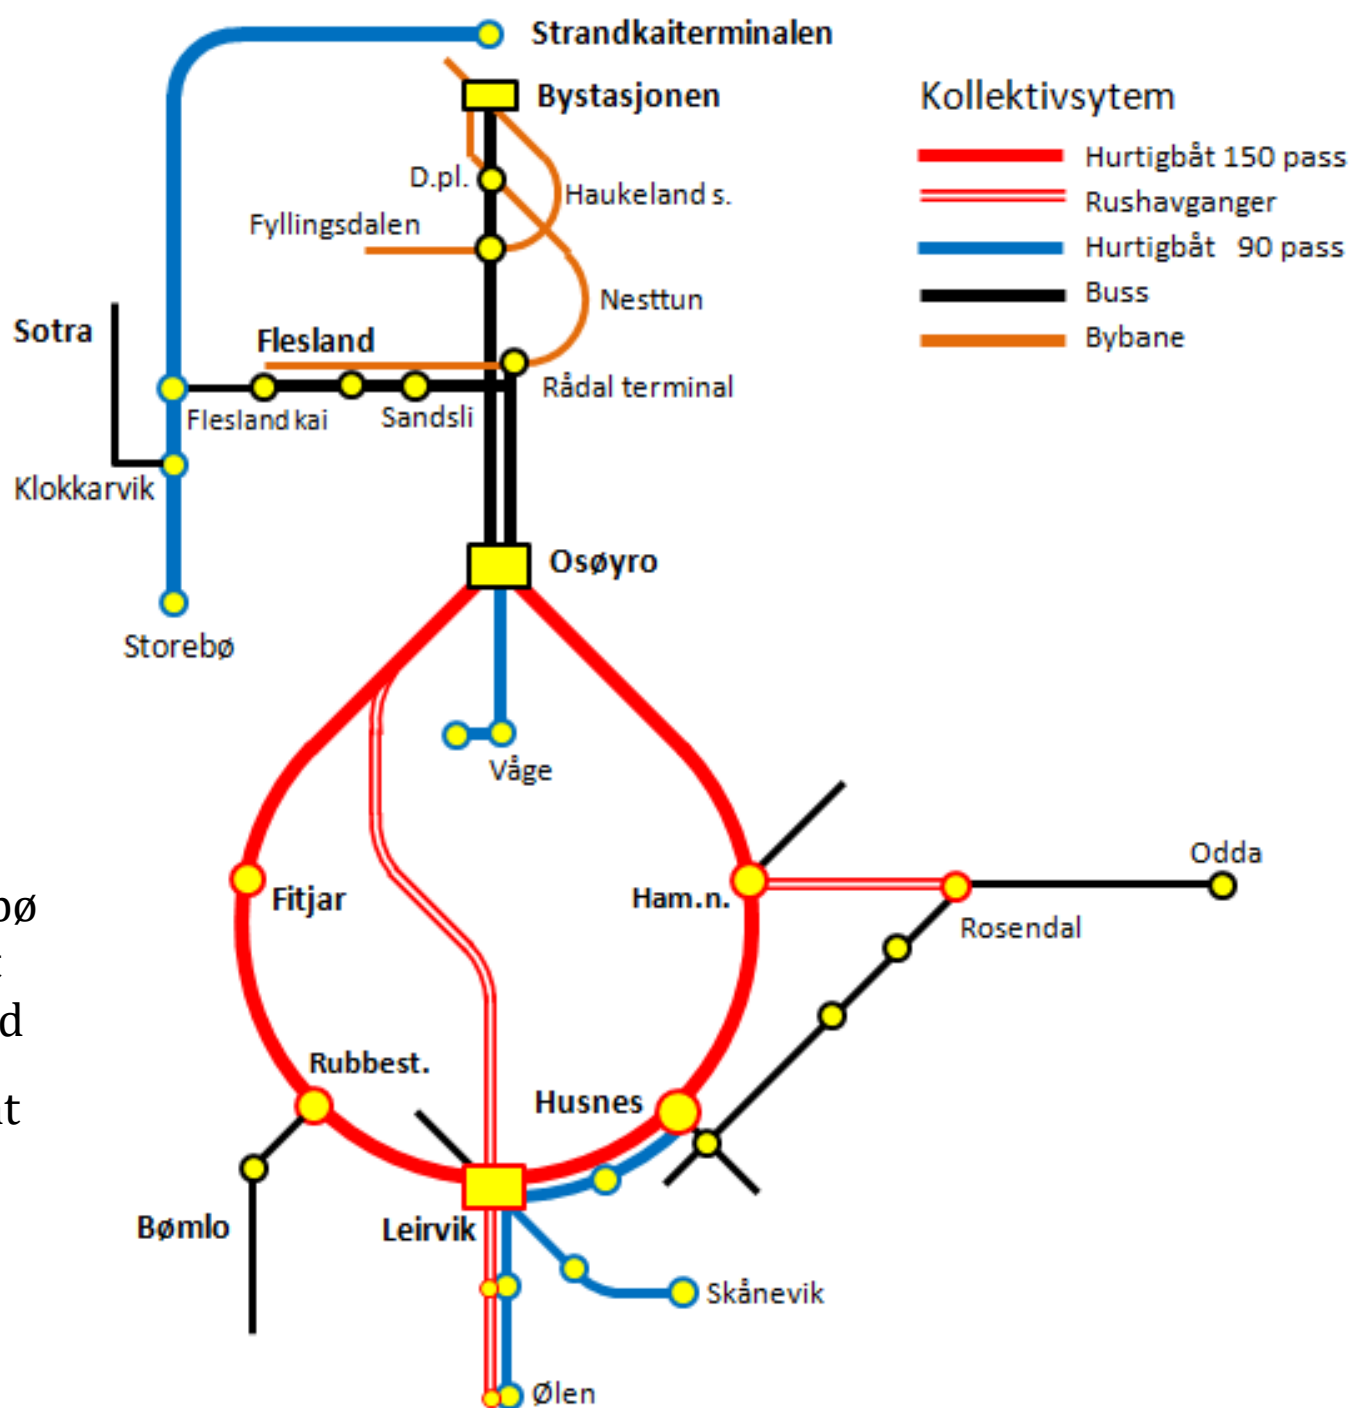 Strandkaiterminalen
Bystasjonen
Kollektivsytem
Hurtigbåt 150 pass
Rushavganger
Hurtigbåt 90 pass
Buss
Bybane
D.pl.
Haukeland s.
Fyllingsdalen
Nesttun
Sotra
Flesland
Rådal terminal
Flesland kai
Sandsli
Klokkarvik
Osøyro
Storebø
Våge
Odda
Fitjar
Ham.n.
Rosendal
Rubbest.
Husnes
Bømlo
Leirvik
Skånevik
Ølen